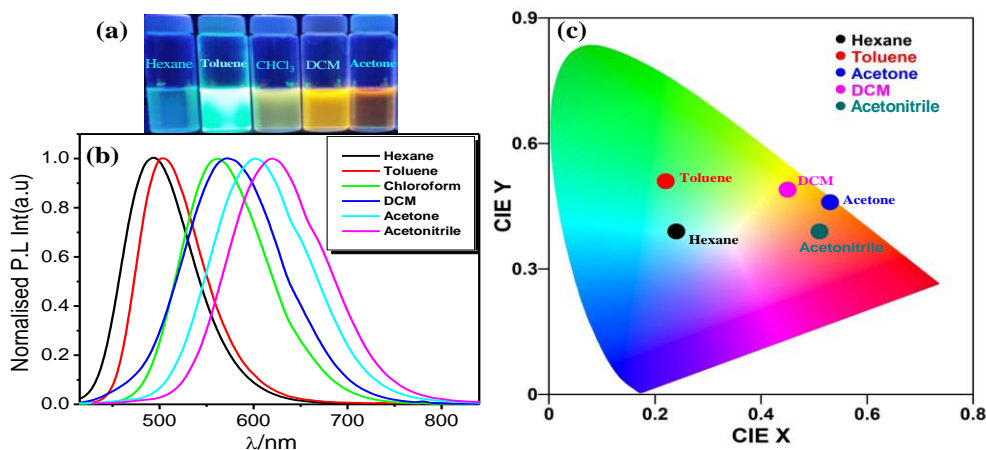 (a)
Hexane Toluene CHCl₃ DCM Acetone
(b)
1.0
0.8
0.6
0.4
0.2
0.0
Normalised P.L Int(a.u)
Hexane
Toluene
Chloroform
DCM
Acetone
Acetonitrile
500 600 700 800
λ/nm
(c)
0.9
0.6
0.3
0
CIE Y
Hexane
Toluene
Acetone
DCM
Acetonitrile
Toluene
DCM
Acetone
Hexane
Acetonitrile
0 0.2 0.4 0.6 0.8
CIE X